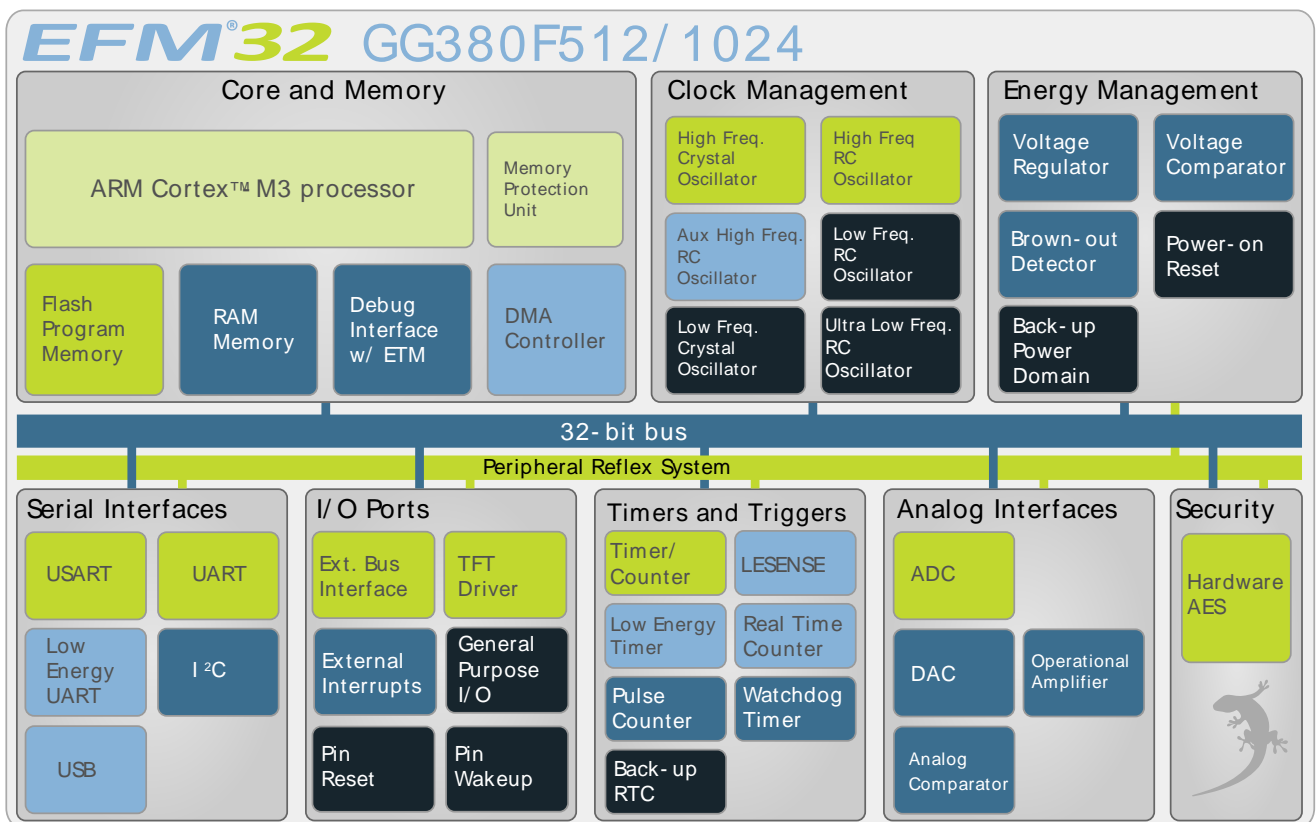 EFM®32 GG380F512/1024
Core and Memory
ARM Cortex™ M3 processor
Memory
Protection
Unit
Flash
Program
Memory
RAM
Memory
Debug
Interface
w/ ETM
DMA
Controller
Clock Management
High Freq.
Crystal
Oscillator
High Freq
RC
Oscillator
Aux High Freq.
RC
Oscillator
Low Freq.
RC
Oscillator
Low Freq.
Crystal
Oscillator
Ultra Low Freq.
RC
Oscillator
Energy Management
Voltage
Regulator
Voltage
Comparator
Brown-out
Detector
Power-on
Reset
Back-up
Power
Domain
32-bit bus
Peripheral Reflex System
Serial Interfaces
USART
UART
Low
Energy
UART
I²C
USB
I/O Ports
Ext. Bus
Interface
TFT
Driver
External
Interrupts
General
Purpose
I/O
Pin
Reset
Pin
Wakeup
Timers and Triggers
Timer/
Counter
LESENSE
Low Energy
Timer
Real Time
Counter
Pulse
Counter
Watchdog
Timer
Back-up
RTC
Analog Interfaces
ADC
DAC
Operational
Amplifier
Analog
Comparator
Security
Hardware
AES